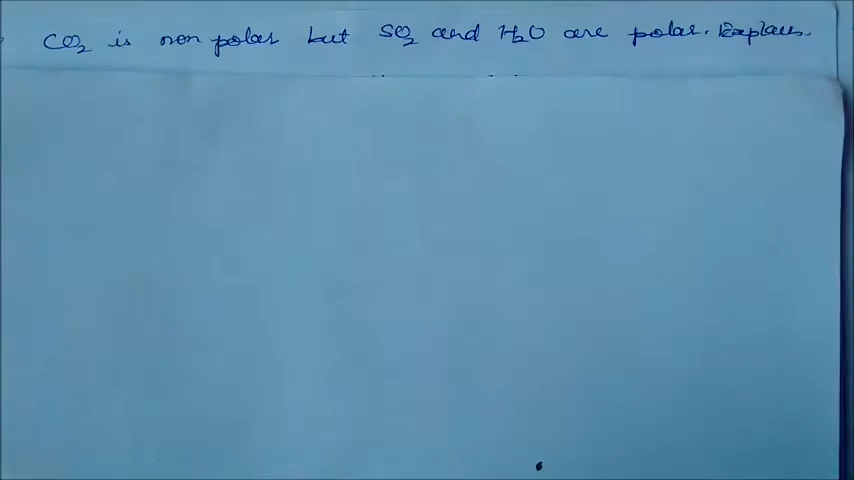 CO₂ is non polar but SO₂ and H₂O are polar. Explain.